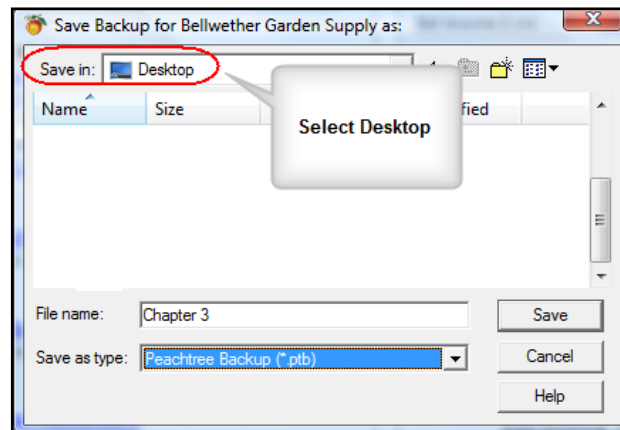 Save Backup for Bellwether Garden Supply as:
Save in: Desktop
Name Size fied
Select Desktop
File name: Chapter 3 Save
Save as type: Peachtree Backup (*.ptb) Cancel
Help